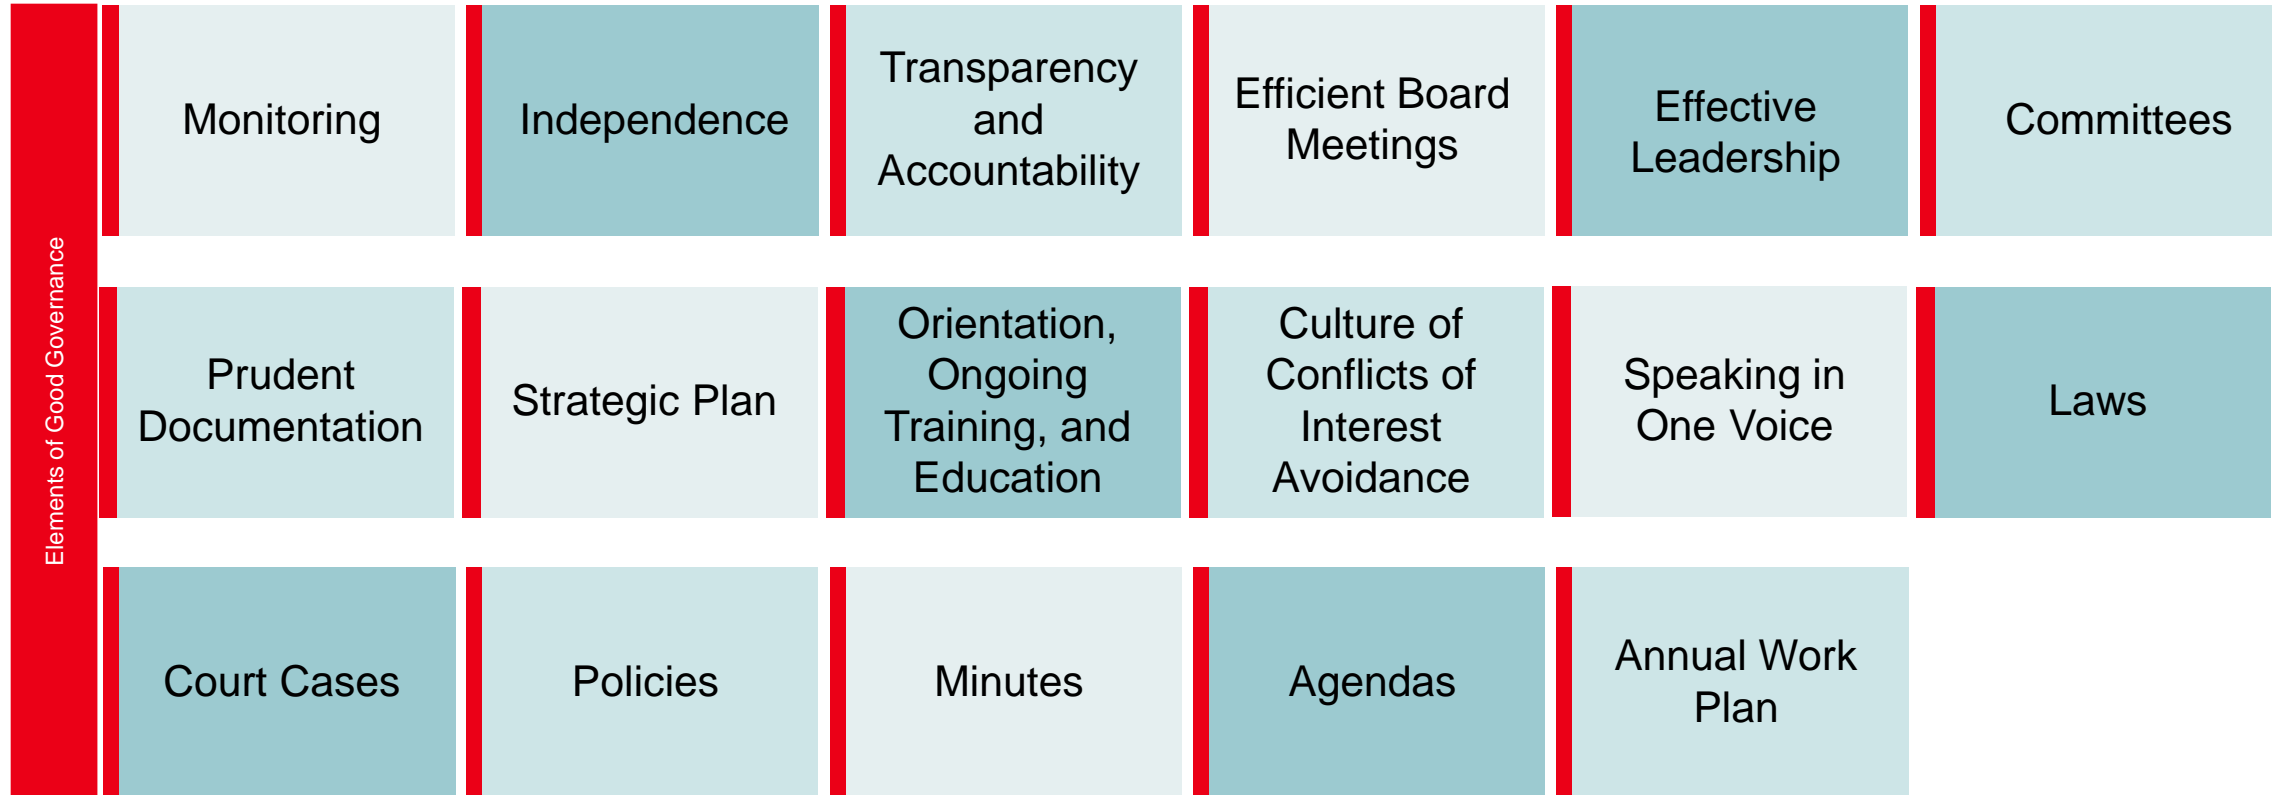 Elements of Good Governance
Monitoring
Independence
Transparency
and
Accountability
Efficient Board
Meetings
Effective
Leadership
Committees
Prudent
Documentation
Strategic Plan
Orientation,
Ongoing
Training, and
Education
Culture of
Conflicts of
Interest
Avoidance
Speaking in
One Voice
Laws
Court Cases
Policies
Minutes
Agendas
Annual Work
Plan